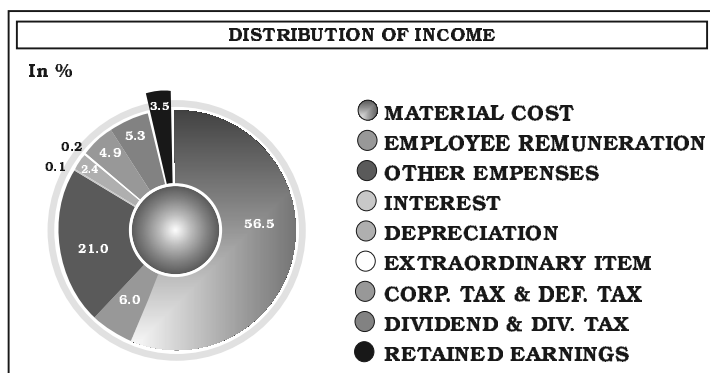 DISTRIBUTION OF INCOME
In %
3.5
5.3
0.2
4.9
0.1
2.4
56.5
21.0
6.0
MATERIAL COST
EMPLOYEE REMUNERATION
OTHER EMPENSES
INTEREST
DEPRECIATION
EXTRAORDINARY ITEM
CORP. TAX & DEF. TAX
DIVIDEND & DIV. TAX
RETAINED EARNINGS